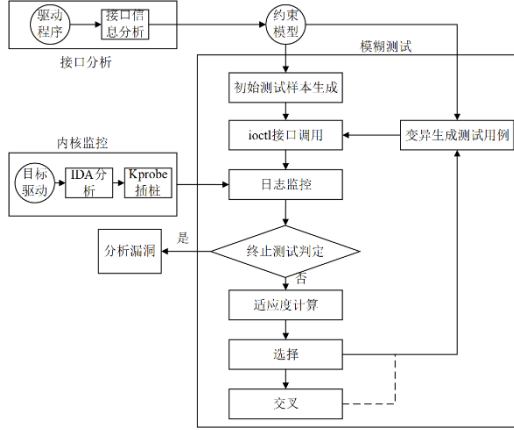 驱动
程序
接口信
息分析
接口分析
约束
模型
模糊测试
初始测试样本生成
ioctl接口调用
变异生成测试用例
内核监控
目标
驱动
IDA分
析
Kprobe
插桩
日志监控
分析漏洞
是
终止测试判定
否
适应度计算
选择
交叉